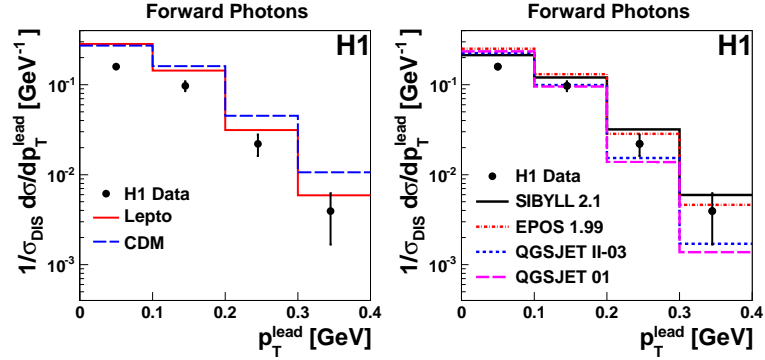 Forward Photons
H1
1/σ_DIS dσ/dp_T^lead [GeV^-1]
10^-1
10^-2
10^-3
H1 Data
Lepto
CDM
0 0.1 0.2 0.3 0.4
p_T^lead [GeV]
Forward Photons
H1
1/σ_DIS dσ/dp_T^lead [GeV^-1]
10^-1
10^-2
10^-3
H1 Data
SIBYLL 2.1
EPOS 1.99
QGSJET II-03
QGSJET 01
0 0.1 0.2 0.3 0.4
p_T^lead [GeV]